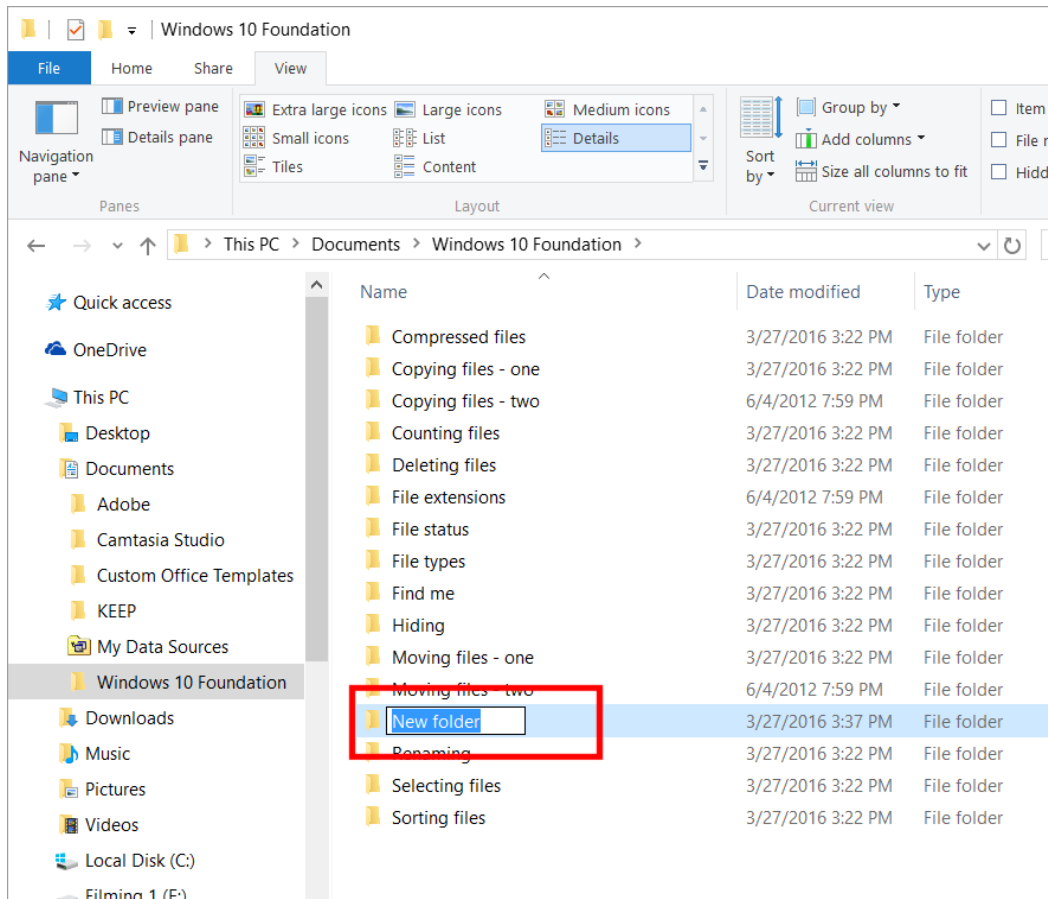 Windows 10 Foundation
File Home Share View
Preview pane
Details pane
Navigation pane
Panes
Extra large icons Large icons Medium icons
Small icons List Details
Tiles Content
Layout
Sort by
Group by
Add columns
Size all columns to fit
Current view
Item
File
Hidd
This PC > Documents > Windows 10 Foundation >
Quick access
OneDrive
This PC
Desktop
Documents
Adobe
Camtasia Studio
Custom Office Templates
KEEP
My Data Sources
Windows 10 Foundation
Downloads
Music
Pictures
Videos
Local Disk (C:)
Filming 1 (F:)
Name Date modified Type
Compressed files 3/27/2016 3:22 PM File folder
Copying files - one 3/27/2016 3:22 PM File folder
Copying files - two 6/4/2012 7:59 PM File folder
Counting files 3/27/2016 3:22 PM File folder
Deleting files 3/27/2016 3:22 PM File folder
File extensions 6/4/2012 7:59 PM File folder
File status 3/27/2016 3:22 PM File folder
File types 3/27/2016 3:22 PM File folder
Find me 3/27/2016 3:22 PM File folder
Hiding 3/27/2016 3:22 PM File folder
Moving files - one 3/27/2016 3:22 PM File folder
Moving files - two 6/4/2012 7:59 PM File folder
New folder 3/27/2016 3:37 PM File folder
Renaming 3/27/2016 3:22 PM File folder
Selecting files 3/27/2016 3:22 PM File folder
Sorting files 3/27/2016 3:22 PM File folder